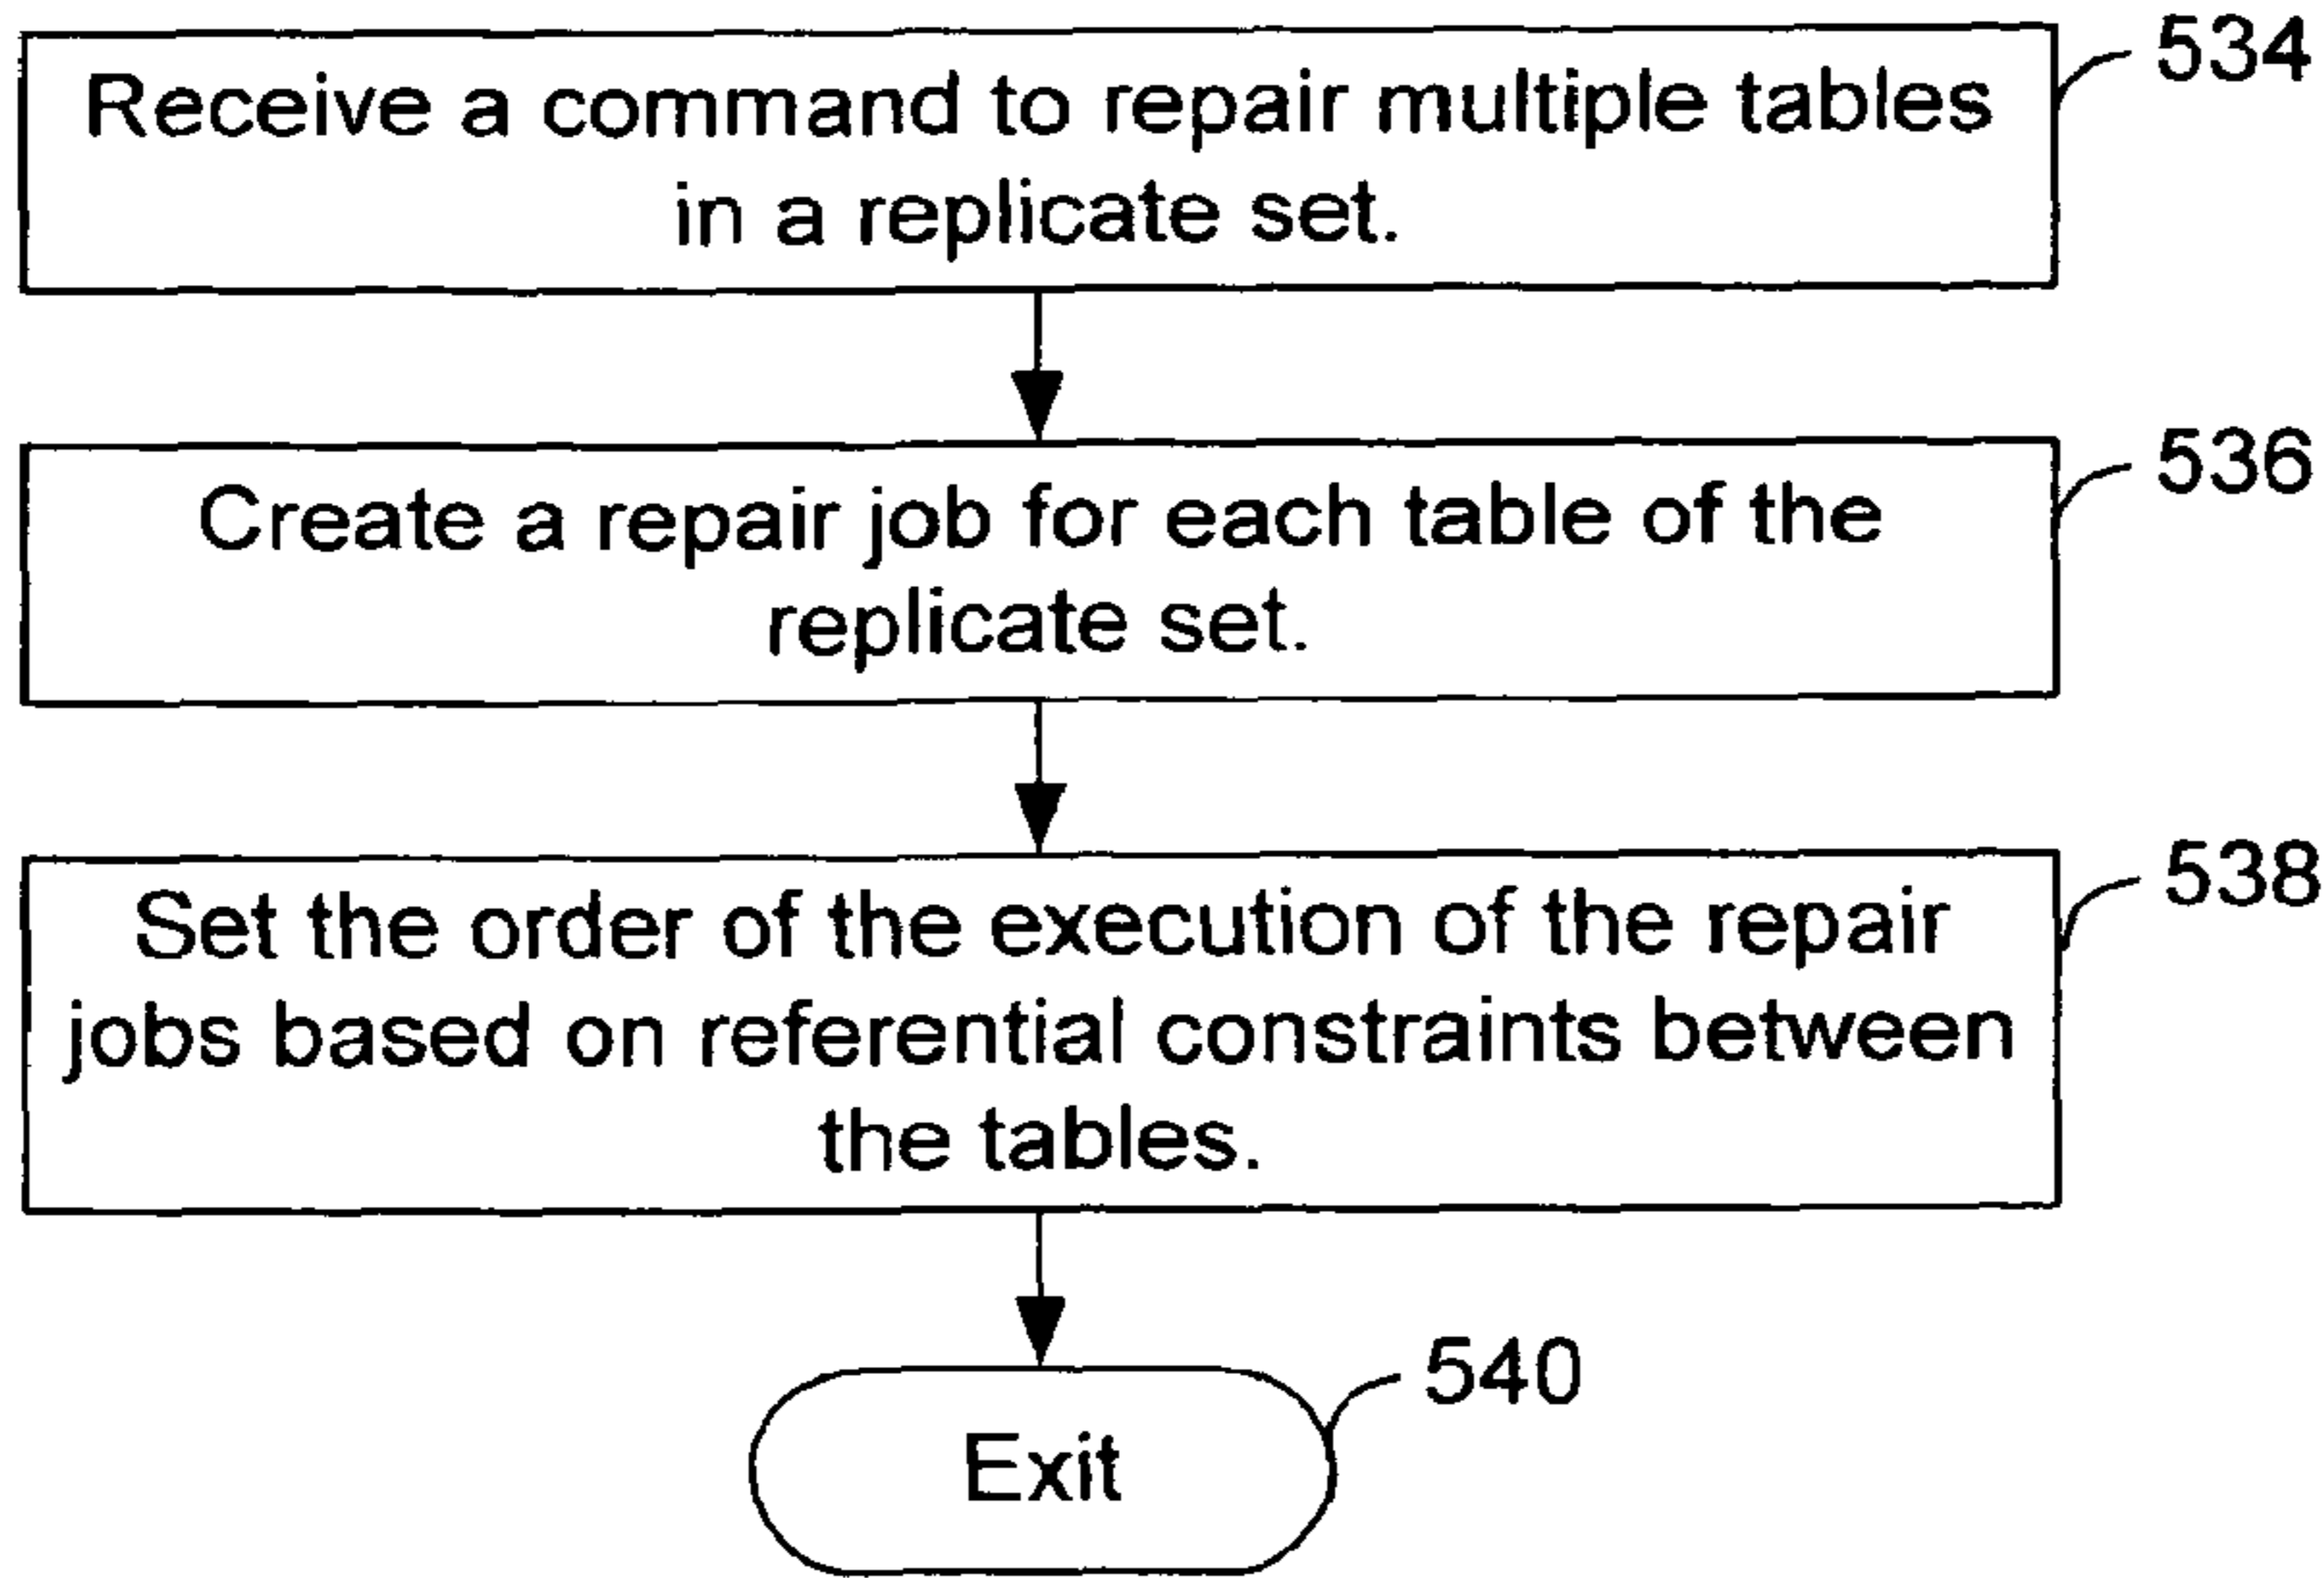 Receive a command to repair multiple tables
in a replicate set.
534
Create a repair job for each table of the
replicate set.
536
Set the order of the execution of the repair
jobs based on referential constraints between
the tables.
538
Exit
540